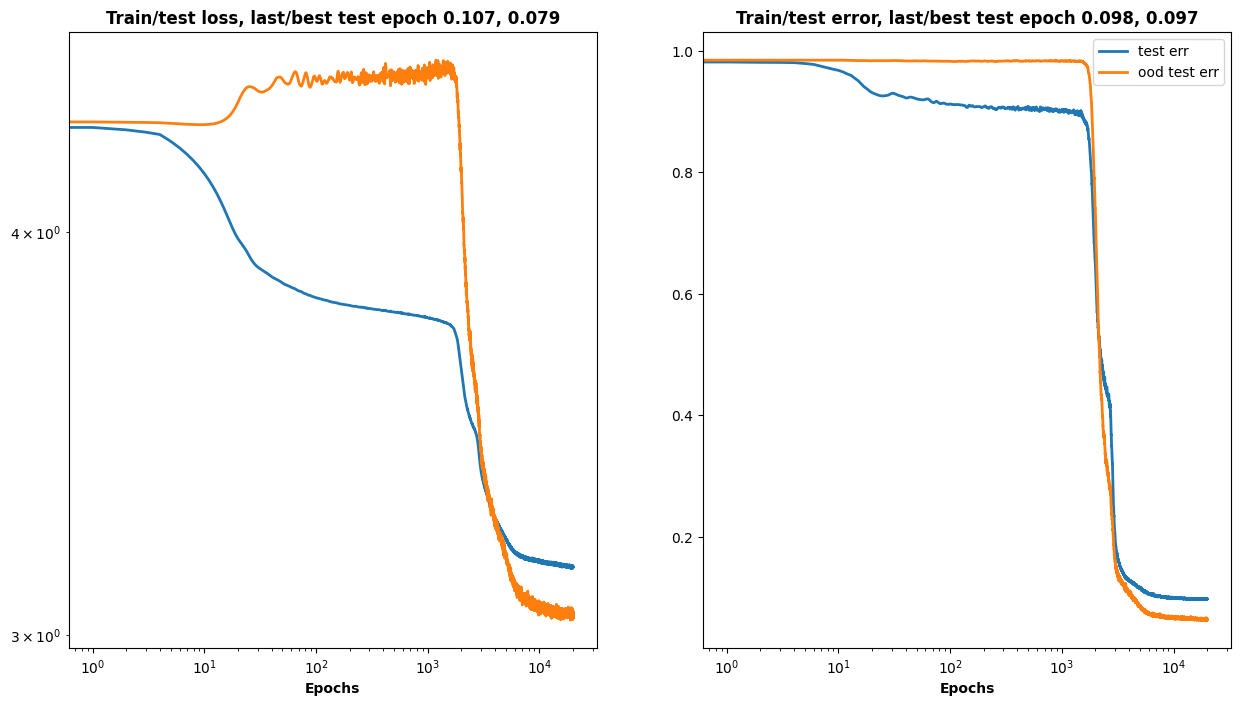 Train/test loss, last/best test epoch 0.107, 0.079
4 × 10⁰
3 × 10⁰
10⁰ 10¹ 10² 10³ 10⁴
Epochs
Train/test error, last/best test epoch 0.098, 0.097
test err
ood test err
1.0
0.8
0.6
0.4
0.2
10⁰ 10¹ 10² 10³ 10⁴
Epochs